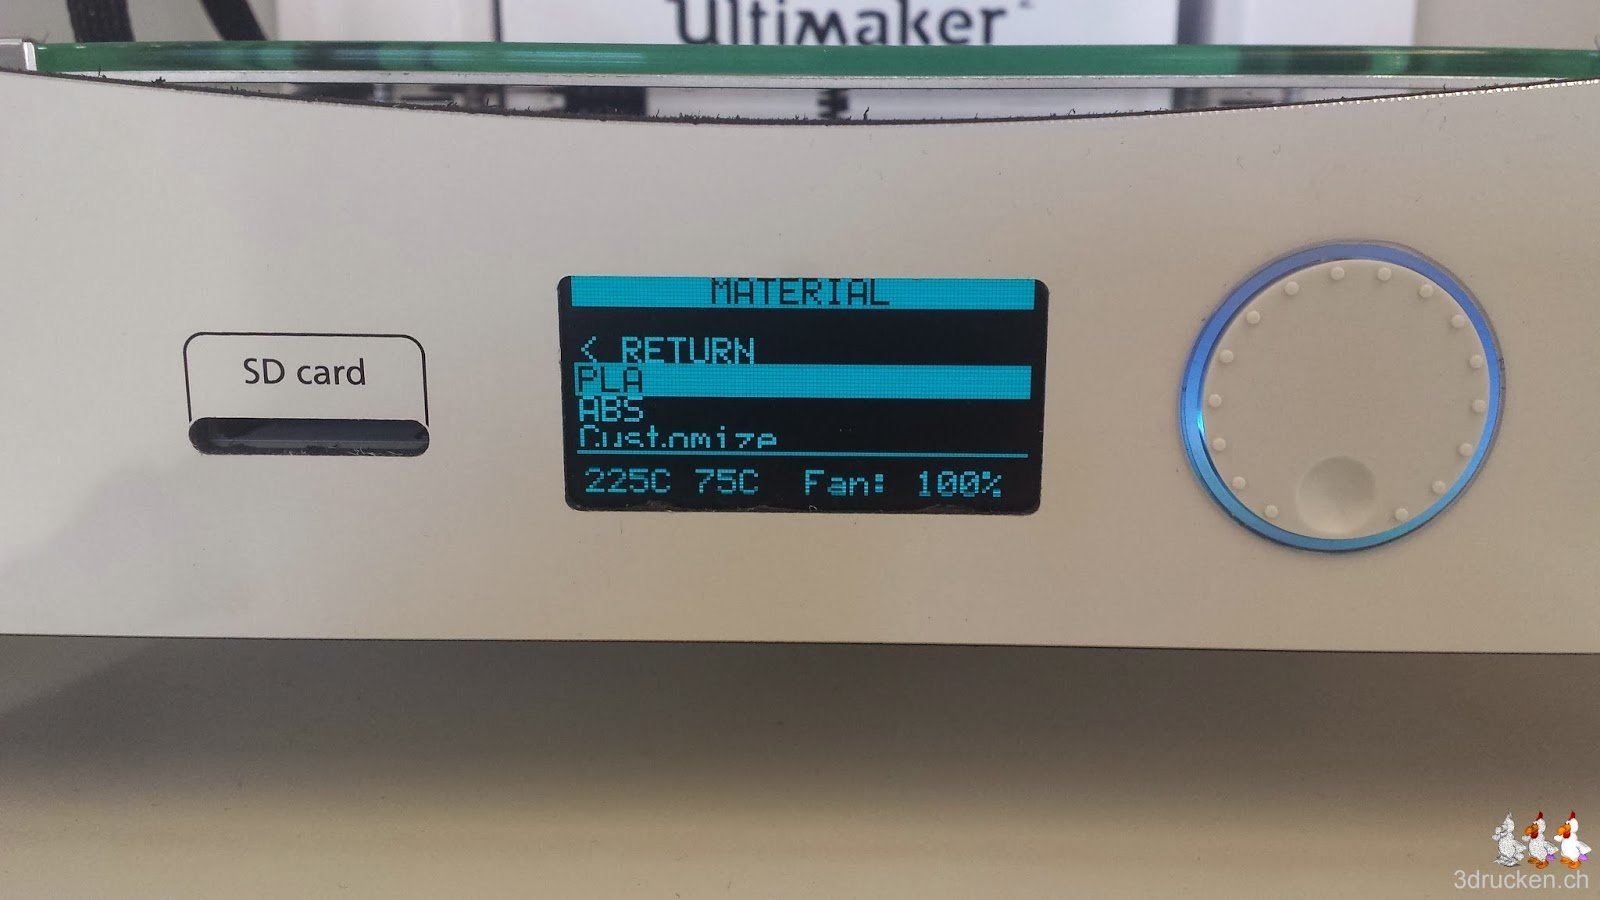 Ultimaker
SD card
MATERIAL
< RETURN
PLA
ABS
Customize
225C 75C Fan: 100%
3drucken.ch